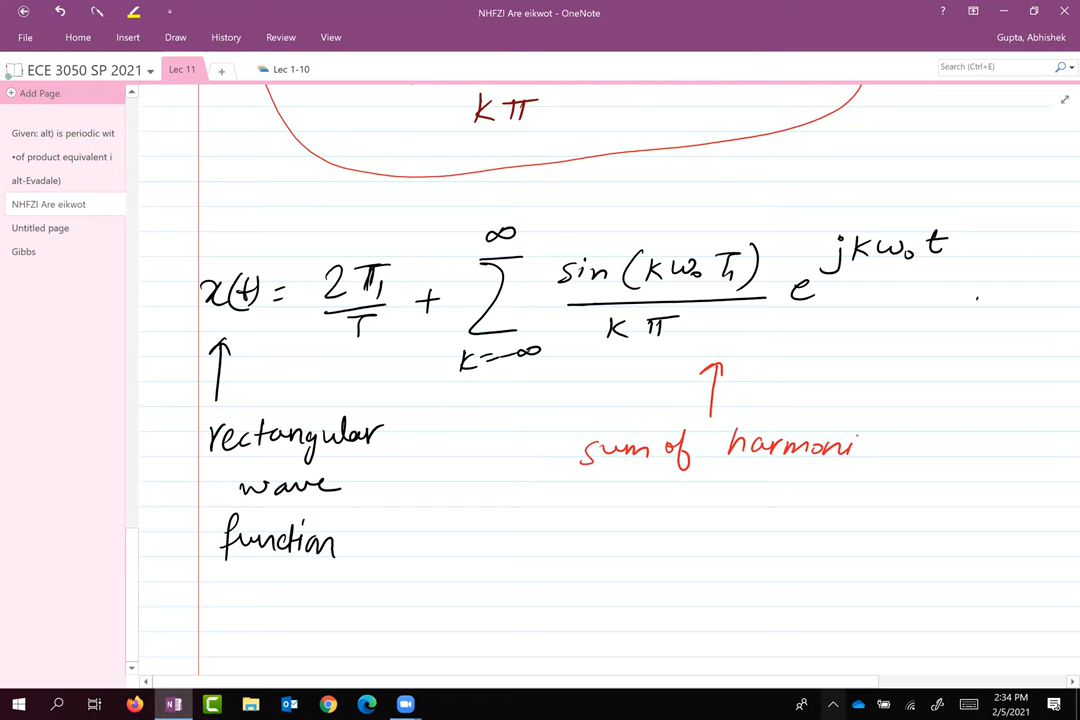 NHFZI Are eikwot - OneNote
File Home Insert Draw History Review View
Gupta, Abhishek
ECE 3050 SP 2021
Lec 11
Lec 1-10
Search (Ctrl+E)
Add Page
Given: alt) is periodic wit
•of product equivalent i
alt-Evadale)
NHFZI Are eikwot
Untitled page
Gibbs
kπ
x(t) = 2T₁/T + ∑_{k=-∞}^{∞} sin(kω₀T₁)/kπ e^{jkω₀t}
rectangular
wave
function
sum of harmoni
2:34 PM
2/5/2021